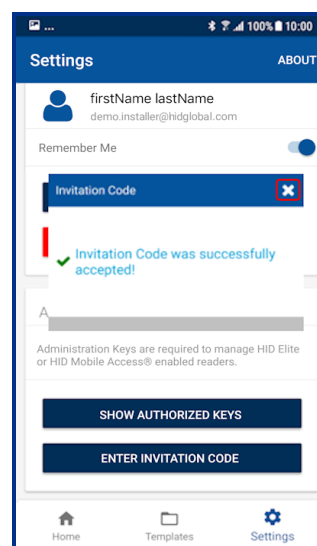 ... 100% 10:00
Settings ABOUT
firstName lastName
demo.installer@hidglobal.com
Remember Me
Invitation Code
Invitation Code was successfully
accepted!
A
Administration Keys are required to manage HID Elite
or HID Mobile Access® enabled readers.
SHOW AUTHORIZED KEYS
ENTER INVITATION CODE
Home Templates Settings